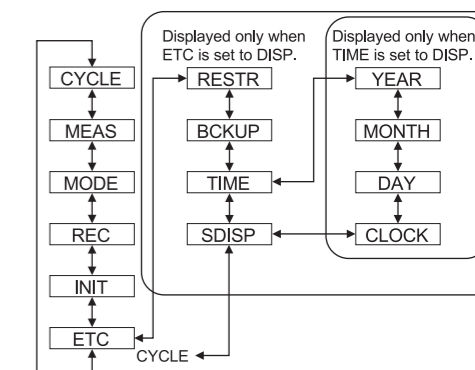 Displayed only when
ETC is set to DISP.
Displayed only when
TIME is set to DISP.
CYCLE
MEAS
MODE
REC
INIT
ETC
RESTR
BCKUP
TIME
SDISP
CYCLE
YEAR
MONTH
DAY
CLOCK